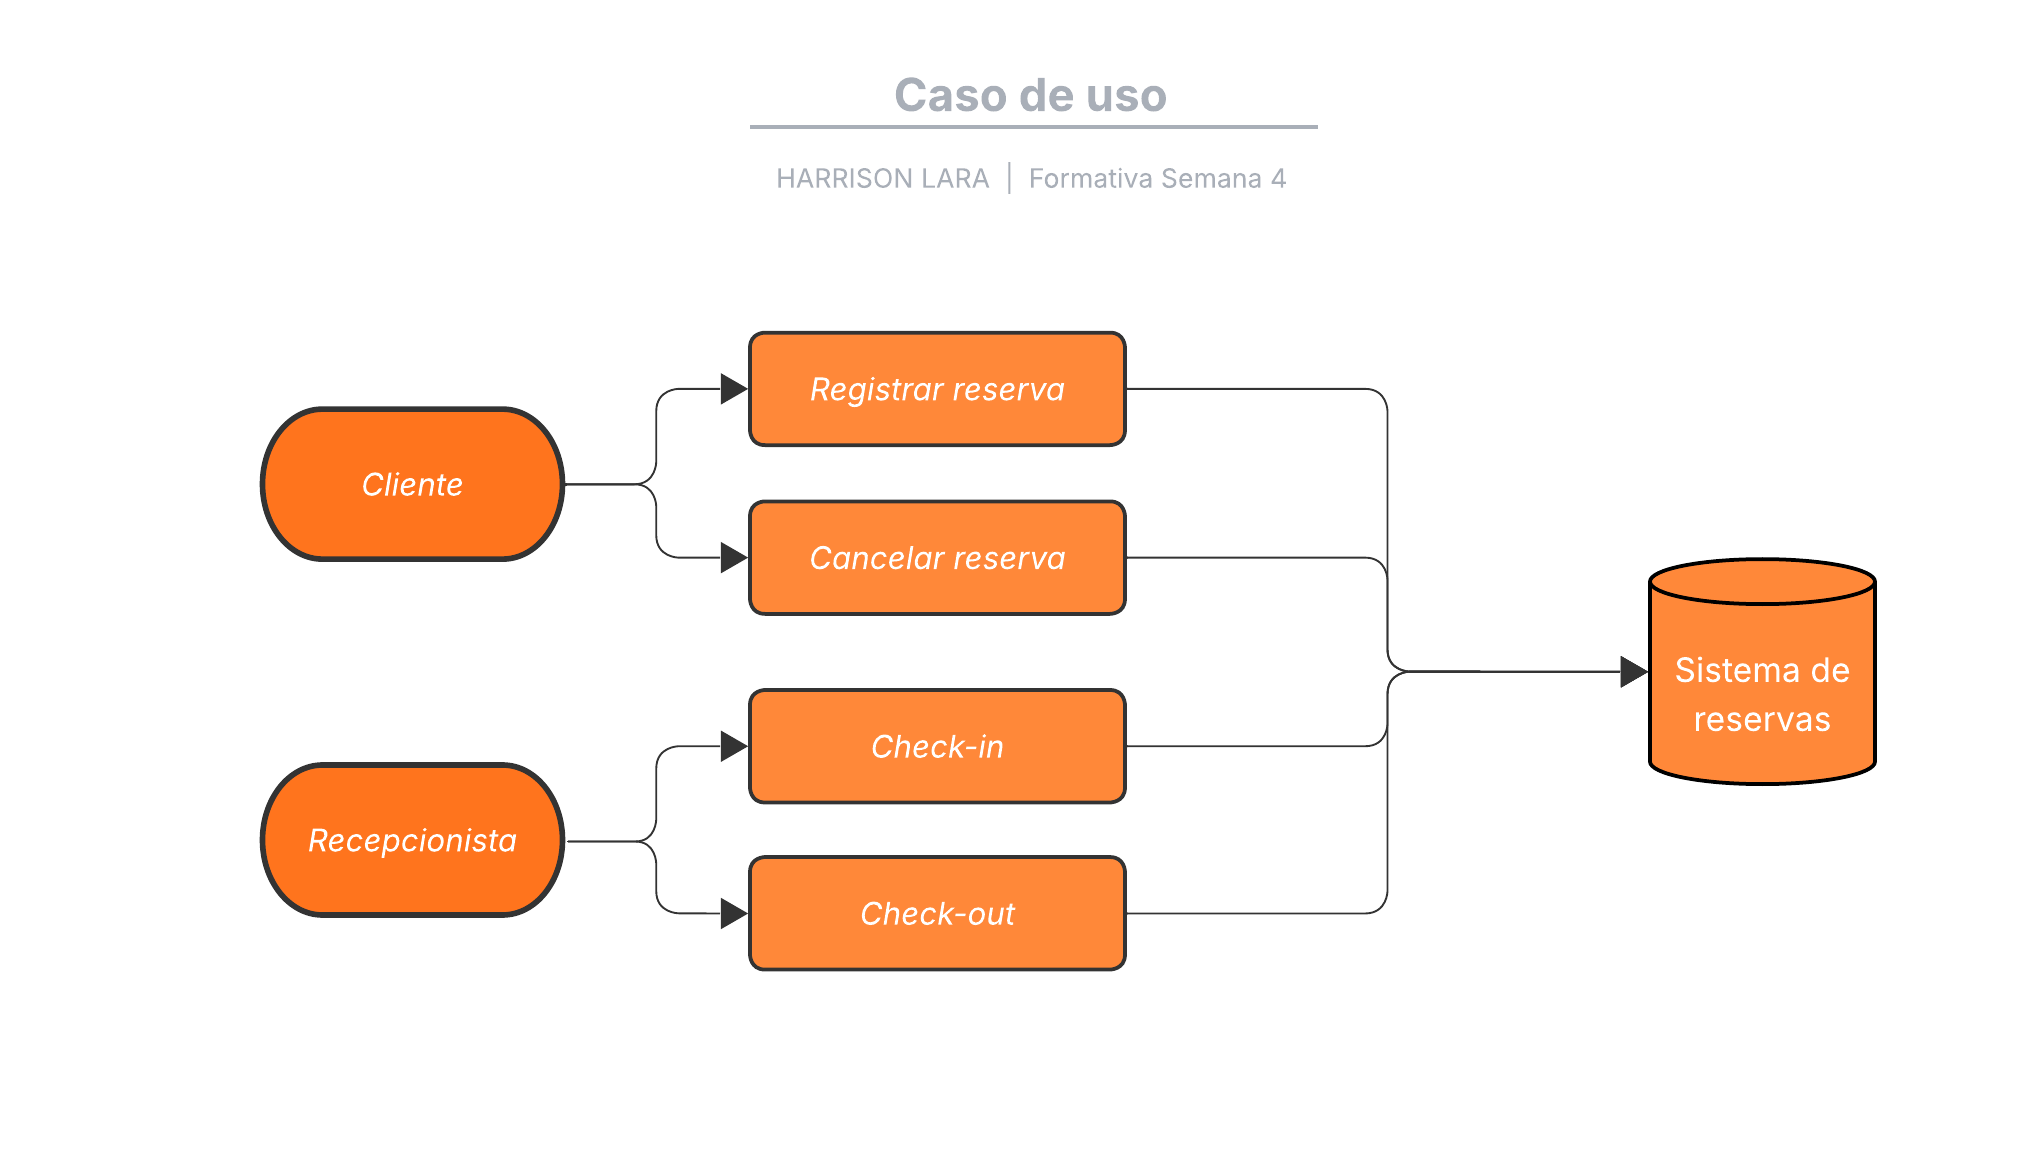 Caso de uso
HARRISON LARA | Formativa Semana 4
Registrar reserva
Cliente
Cancelar reserva
Sistema de
reservas
Check-in
Recepcionista
Check-out